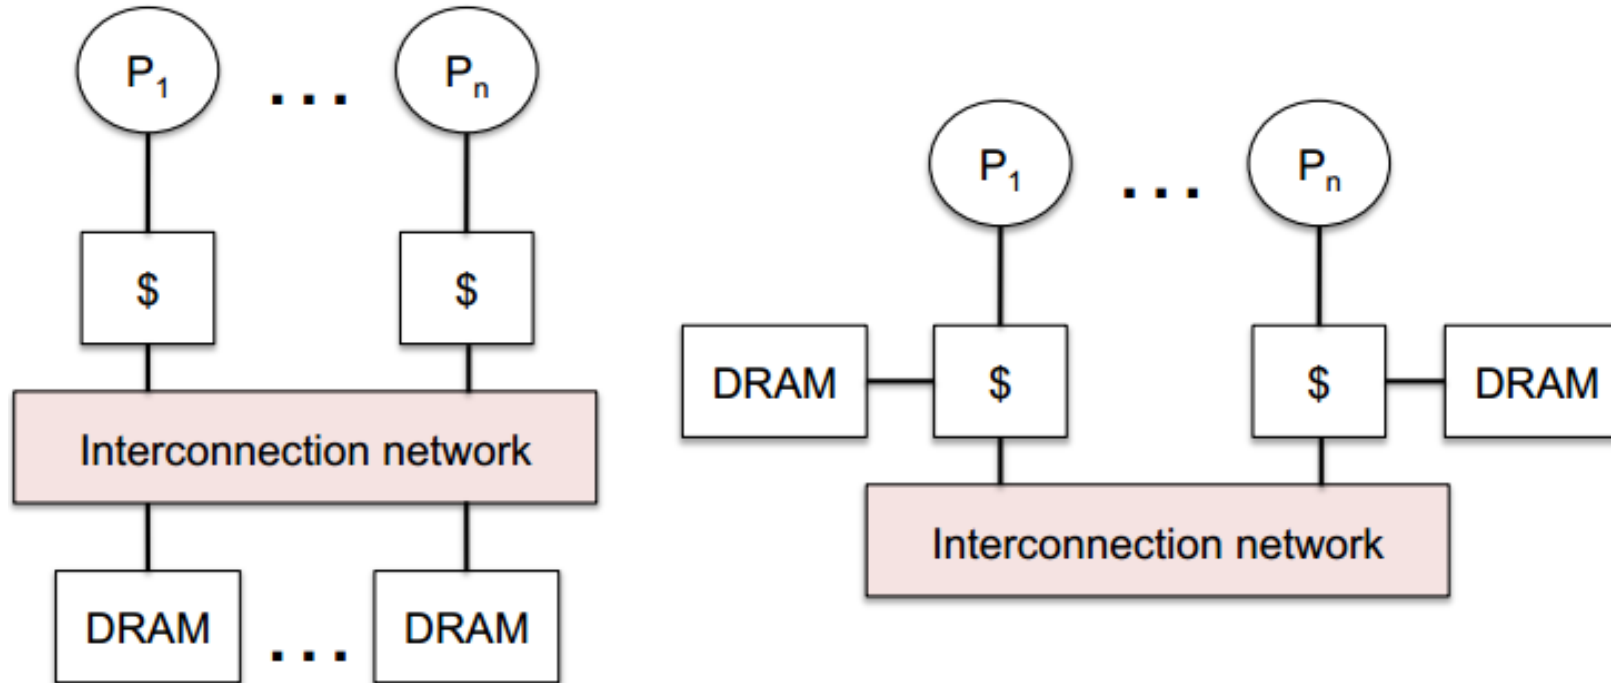 P₁ ... Pₙ
$ $
Interconnection network
DRAM ... DRAM
P₁ ... Pₙ
DRAM $ $ DRAM
Interconnection network